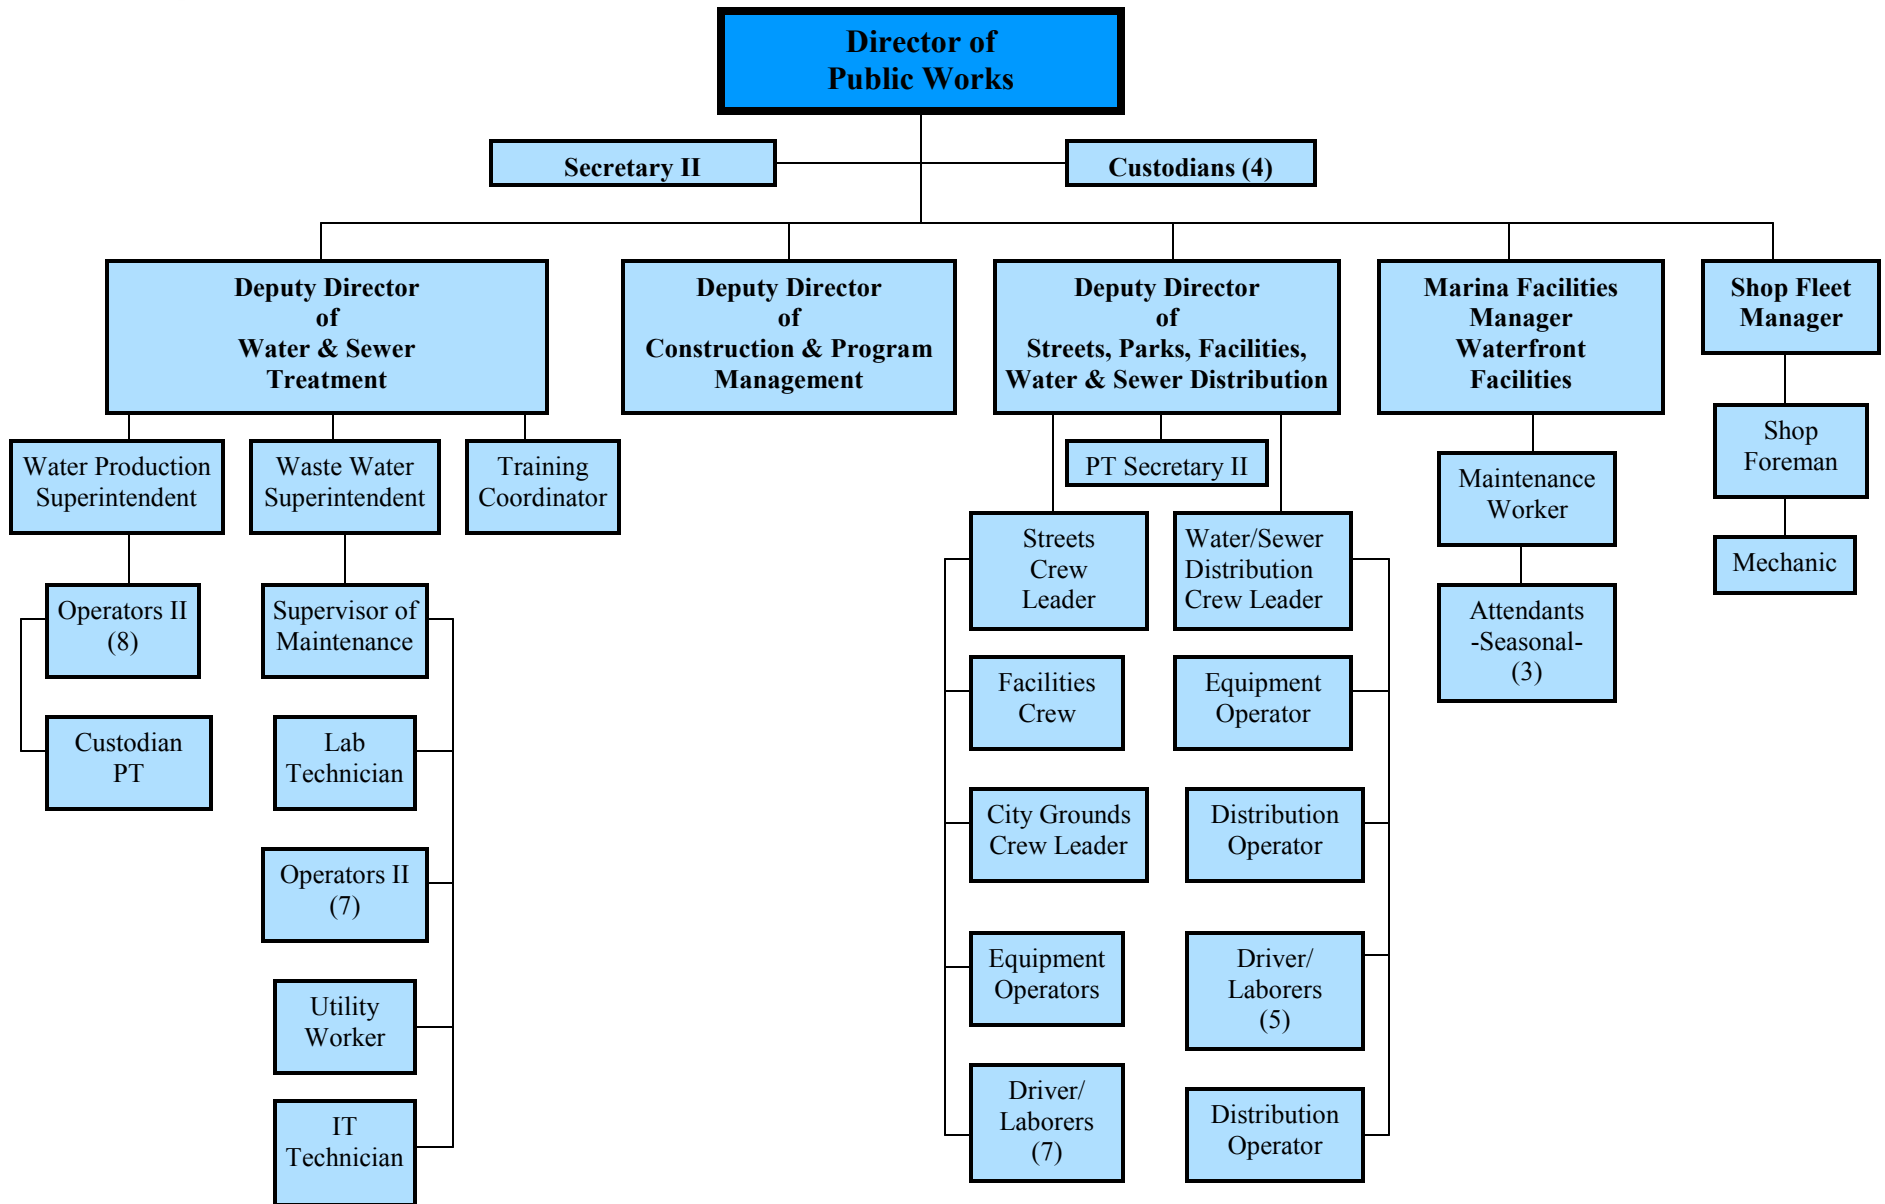 Director of
Public Works
Secretary II
Custodians (4)
Deputy Director
of
Water & Sewer
Treatment
Deputy Director
of
Construction & Program
Management
Deputy Director
of
Streets, Parks, Facilities,
Water & Sewer Distribution
Marina Facilities
Manager
Waterfront
Facilities
Shop Fleet
Manager
Water Production
Superintendent
Waste Water
Superintendent
Training
Coordinator
PT Secretary II
Maintenance
Worker
Shop
Foreman
Streets
Crew
Leader
Water/Sewer
Distribution
Crew Leader
Mechanic
Operators II
(8)
Supervisor of
Maintenance
Attendants
-Seasonal-
(3)
Facilities
Crew
Equipment
Operator
Custodian
PT
Lab
Technician
City Grounds
Crew Leader
Distribution
Operator
Operators II
(7)
Equipment
Operators
Driver/
Laborers
(5)
Utility
Worker
Driver/
Laborers
(7)
Distribution
Operator
IT
Technician